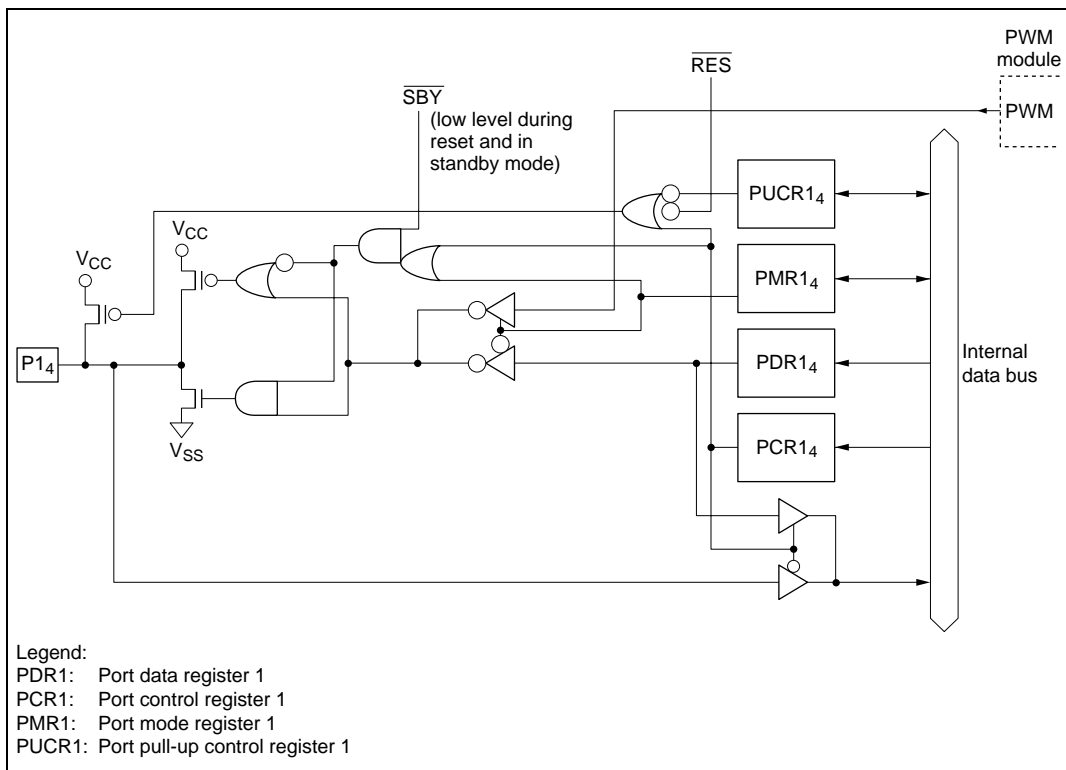 PWM
module
RES
SBY
(low level during
reset and in
standby mode)
PWM
PUCR1₄
VCC
VCC
PMR1₄
P1₄
PDR1₄
Internal
data bus
VSS
PCR1₄
Legend:
PDR1: Port data register 1
PCR1: Port control register 1
PMR1: Port mode register 1
PUCR1: Port pull-up control register 1